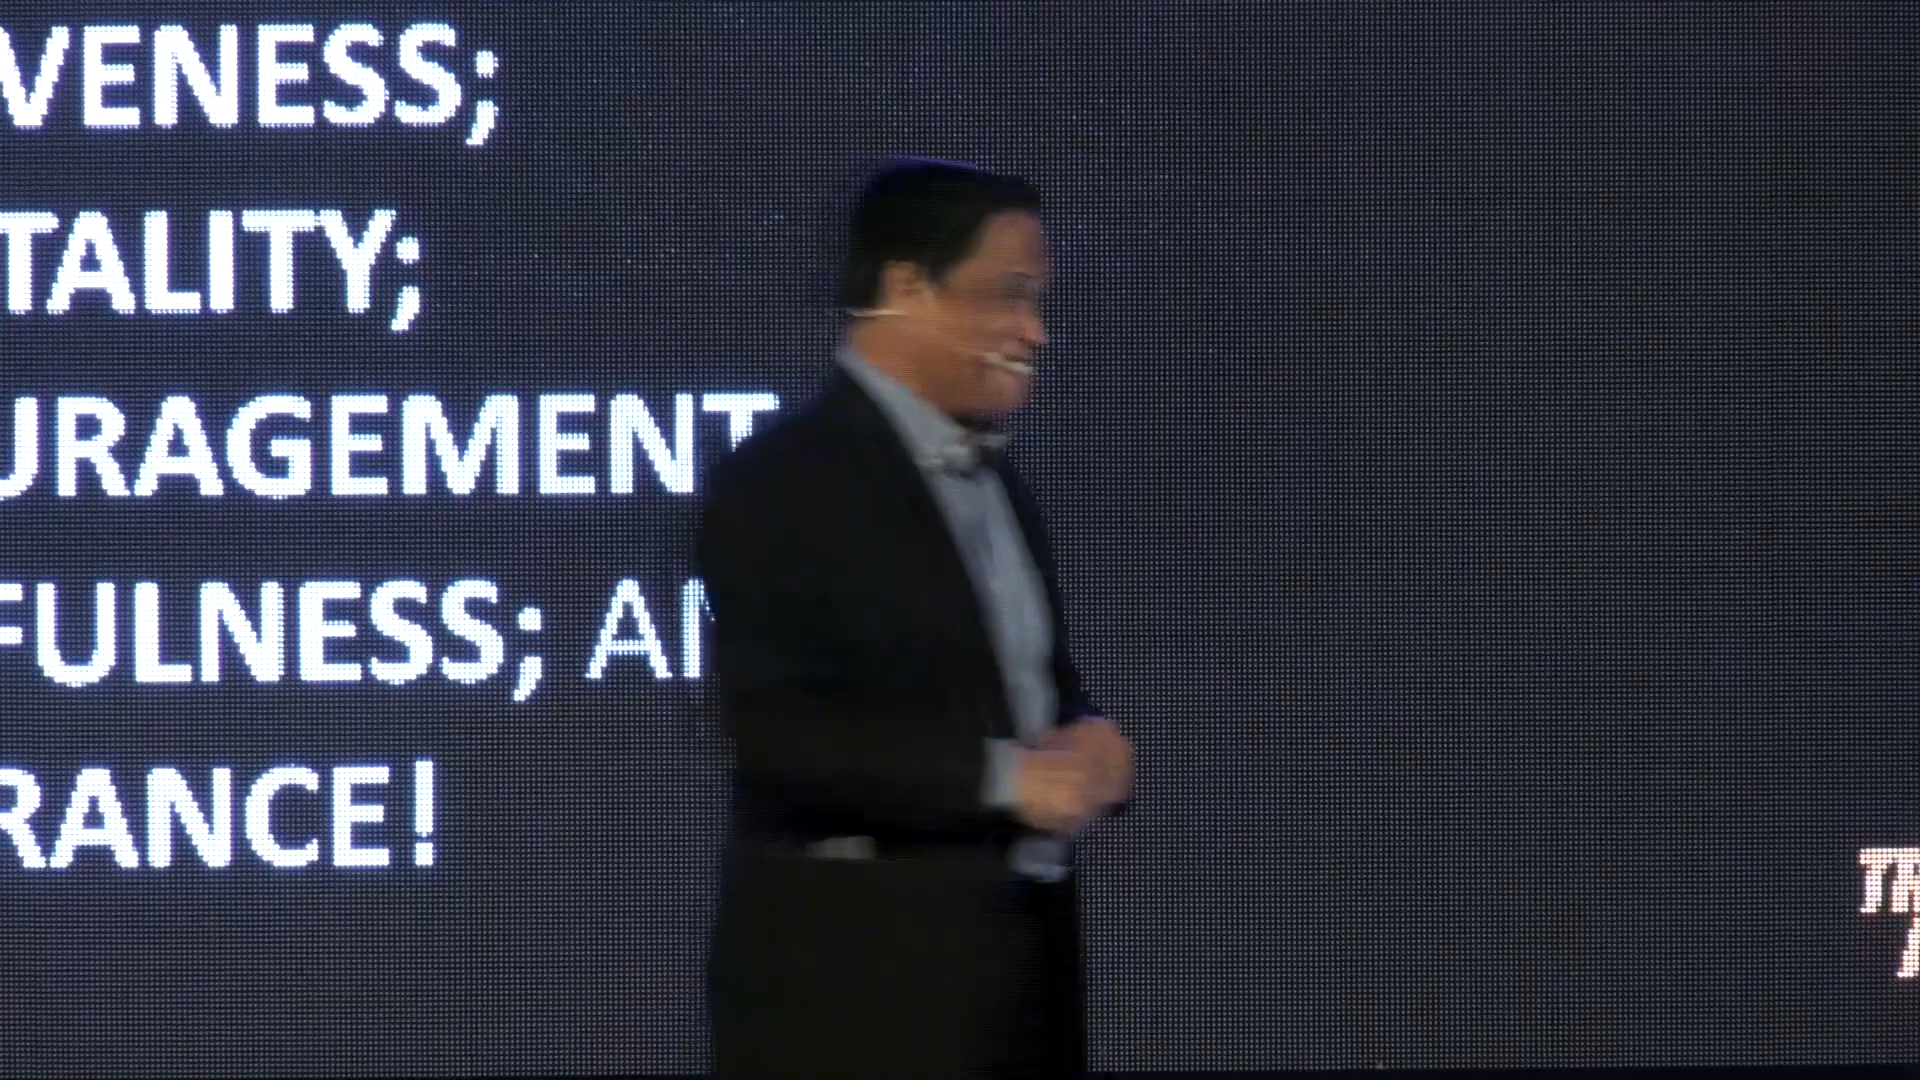 VENESS;
TALITY;
URAGEMENT
FULNESS; AN
RANCE!